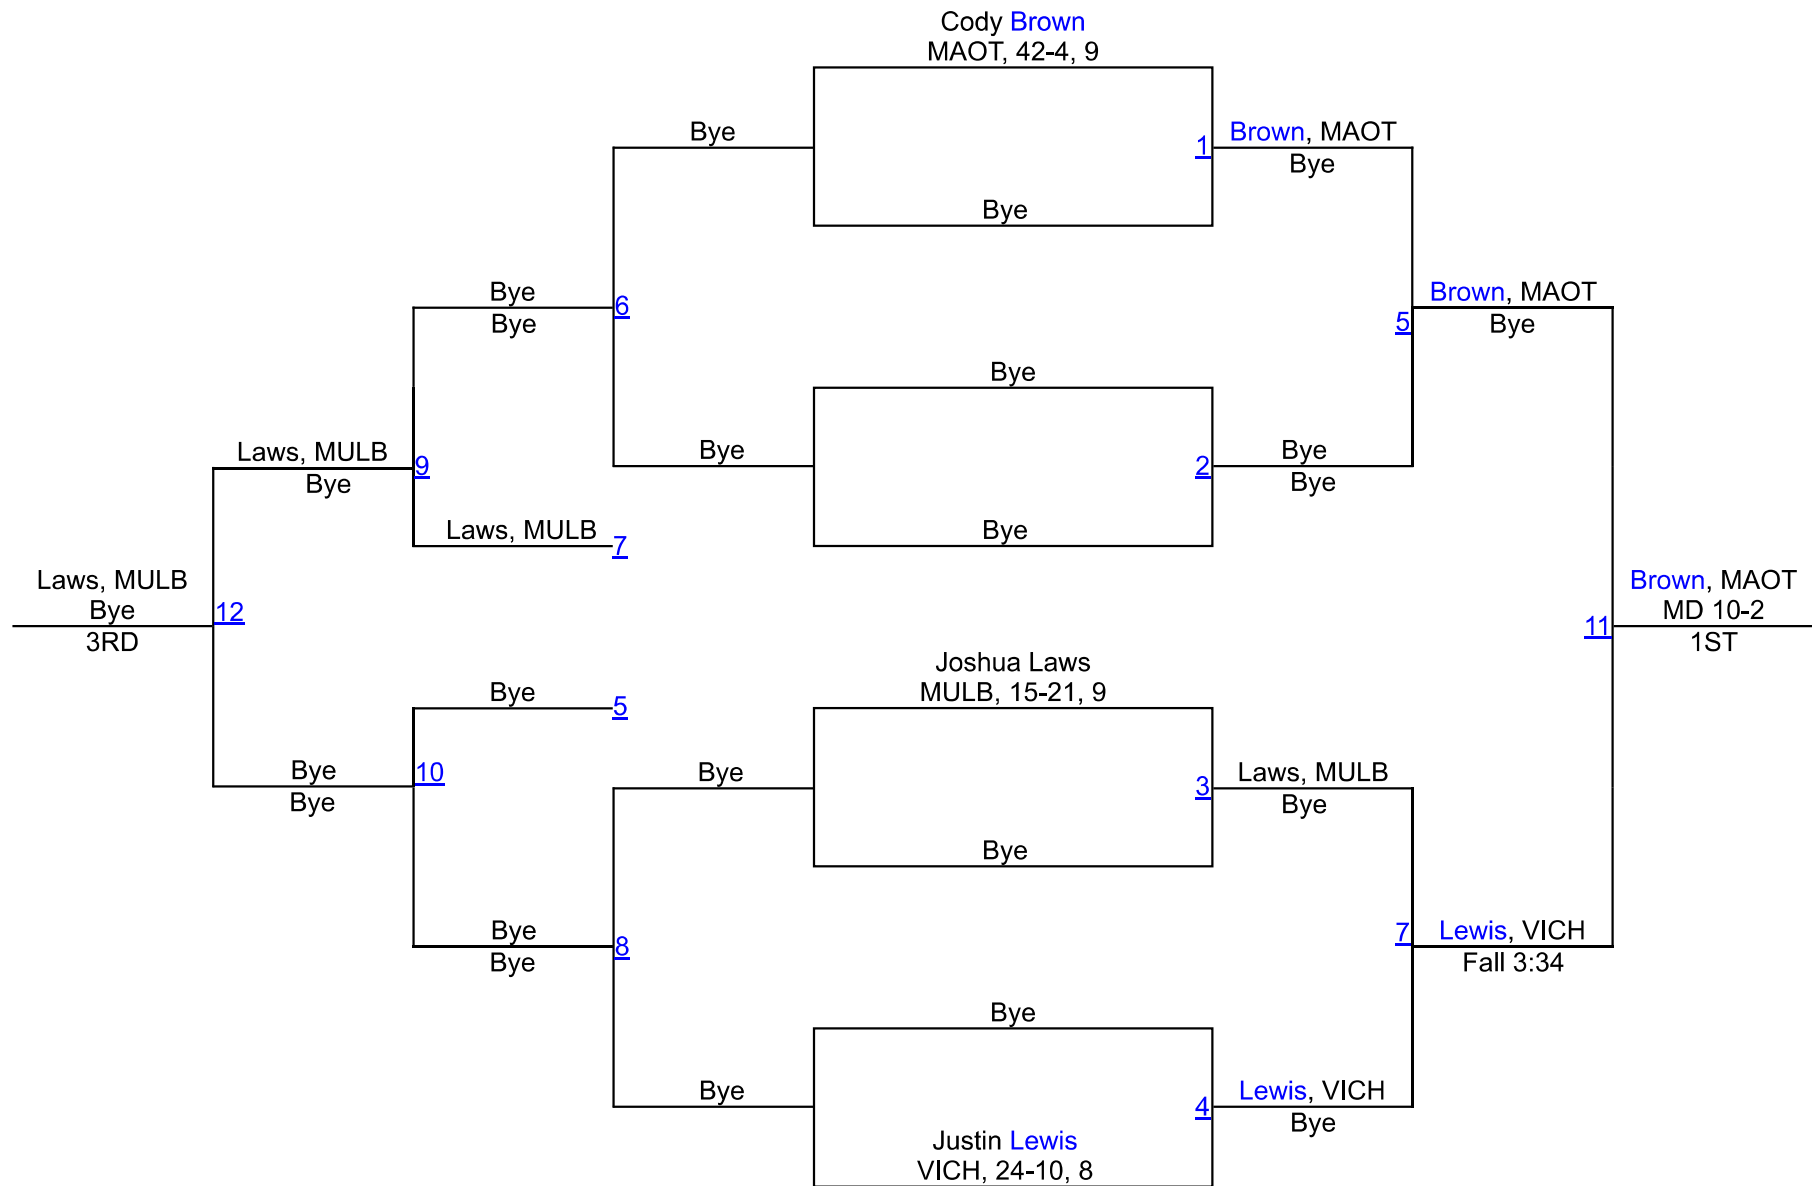 Cody Brown
MAOT, 42-4, 9
Bye
1
Brown, MAOT
Bye
Bye
Bye
Bye
6
5
Brown, MAOT
Bye
Bye
Laws, MULB
Bye
9
Bye
2
Bye
Bye
Laws, MULB
7
Bye
Laws, MULB
Bye
3RD
12
11
Brown, MAOT
MD 10-2
1ST
Joshua Laws
MULB, 15-21, 9
Bye
5
Bye
Bye
10
Bye
3
Laws, MULB
Bye
Bye
Bye
Bye
8
7
Lewis, VICH
Fall 3:34
Bye
Bye
4
Lewis, VICH
Bye
Justin Lewis
VICH, 24-10, 8